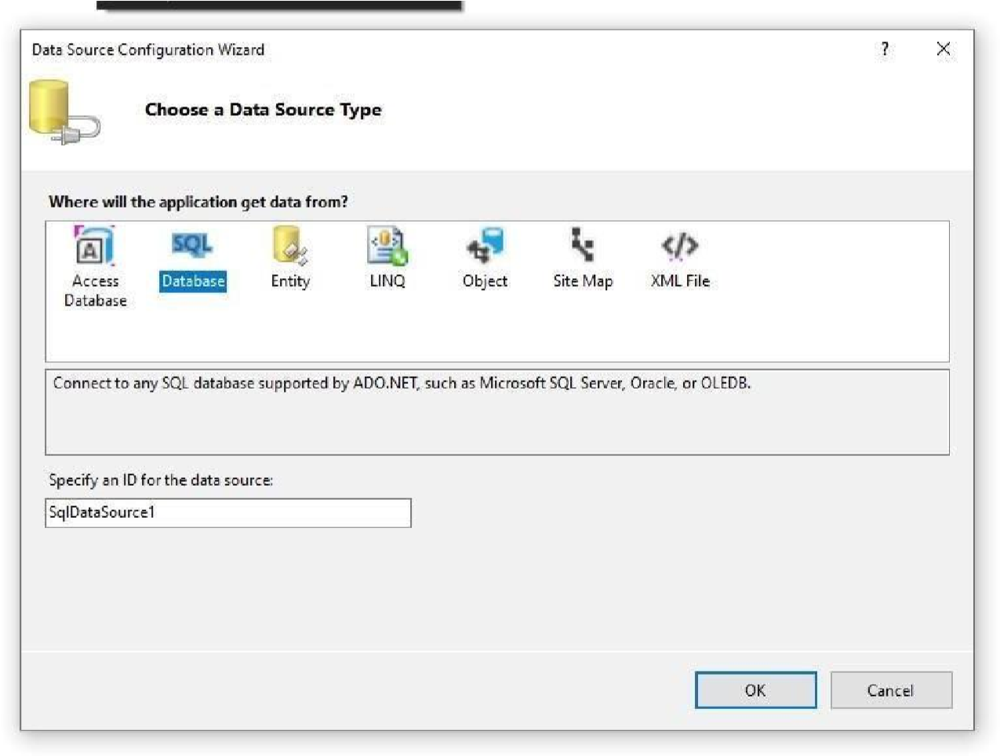 Data Source Configuration Wizard
?
Choose a Data Source Type
Where will the application get data from?
A SQL </>
Access Database Entity LINQ Object Site Map XML File
Database
Connect to any SQL database supported by ADO.NET, such as Microsoft SQL Server, Oracle, or OLEDB.
Specify an ID for the data source:
SqlDataSource1
OK Cancel